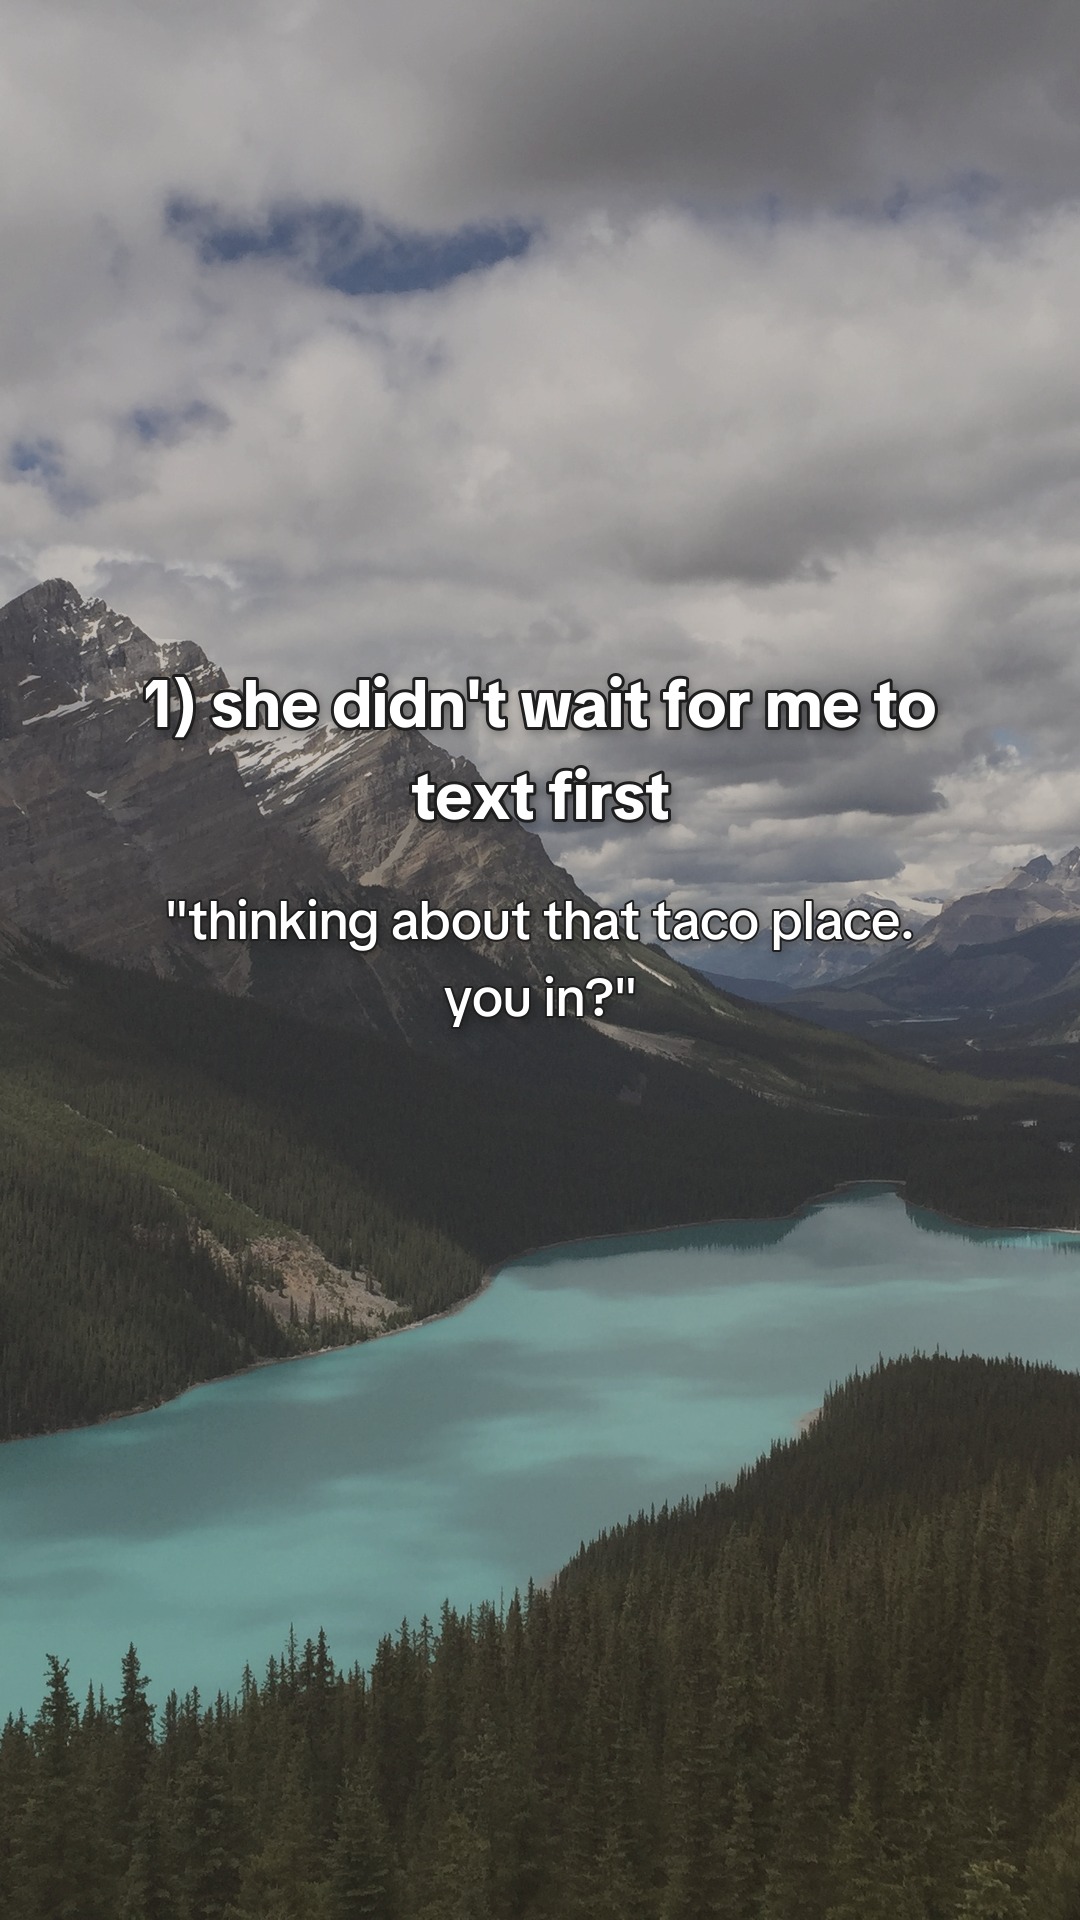 1) she didn't wait for me to
text first
"thinking about that taco place.
you in?"